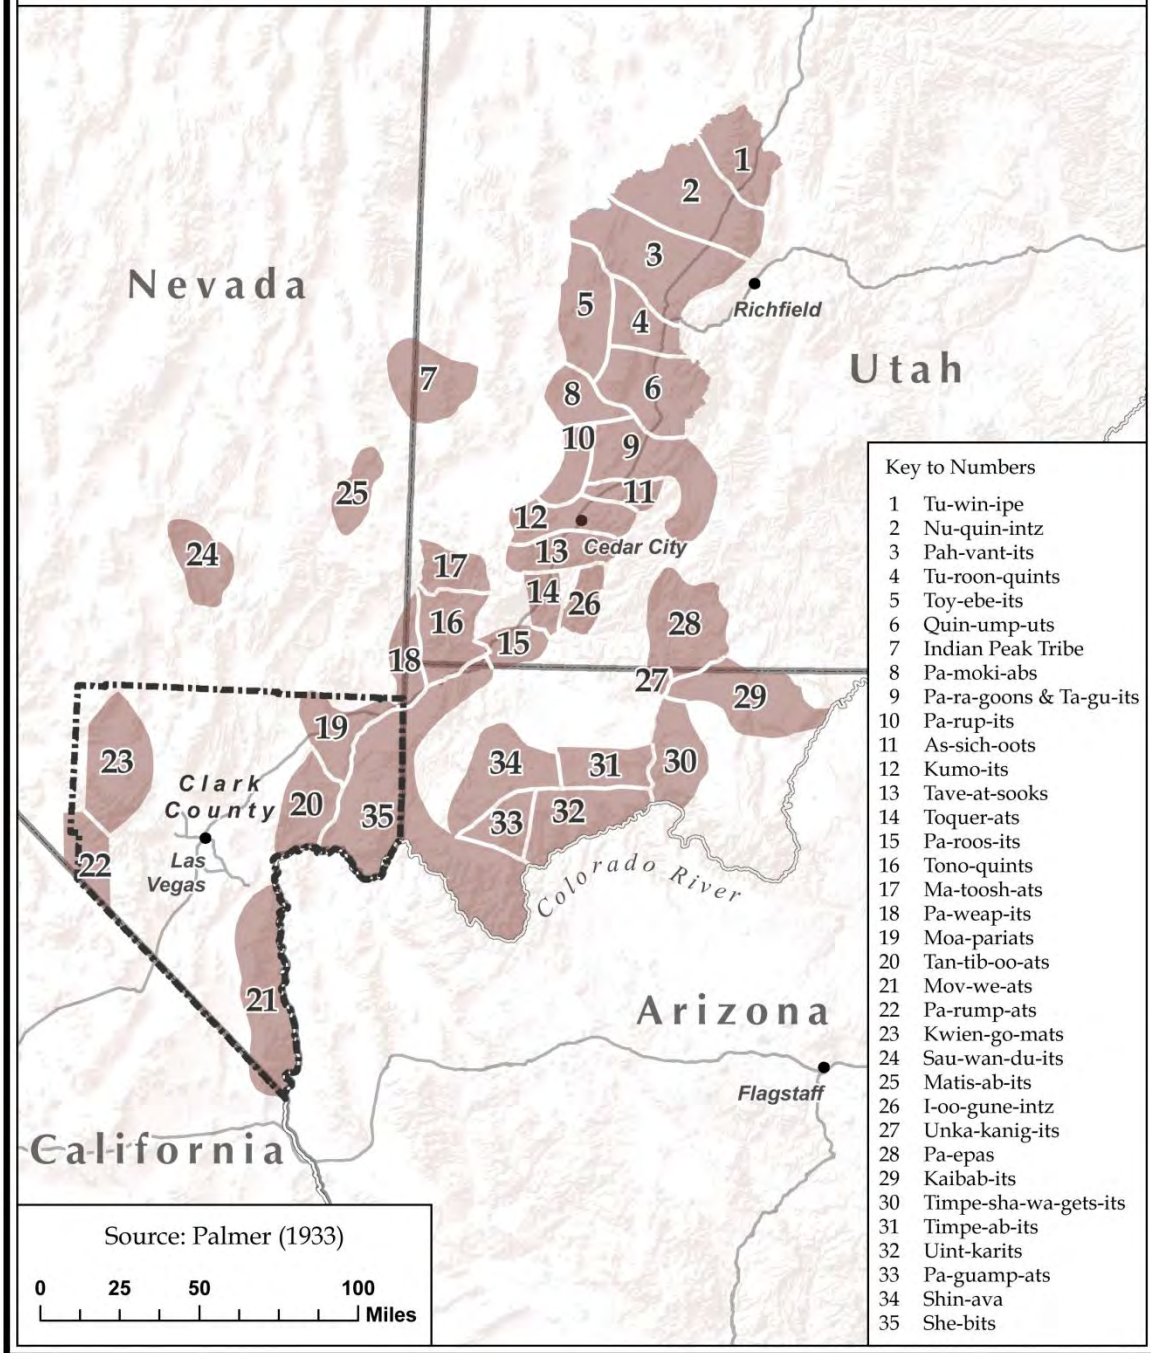 1
2
3
Nevada
Richfield
5
4
Utah
7
6
8
10
9
Key to Numbers
1 Tu-win-ipe
2 Nu-quin-intz
3 Pah-vant-its
4 Tu-roon-quints
5 Toy-ebe-its
6 Quin-ump-uts
7 Indian Peak Tribe
8 Pa-moki-abs
9 Pa-ra-goons & Ta-gu-its
10 Pa-rup-its
11 As-sich-oots
12 Kumo-its
13 Tave-at-sooks
14 Toquer-ats
15 Pa-roos-its
16 Tono-quints
17 Ma-toosh-ats
18 Pa-weap-its
19 Moa-pariats
20 Tan-tib-oo-ats
21 Mov-we-ats
22 Pa-rump-ats
23 Kwien-go-mats
24 Sau-wan-du-its
25 Matis-ab-its
26 I-oo-gune-intz
27 Unka-kanig-its
28 Pa-epas
29 Kaibab-its
30 Timpe-sha-wa-gets-its
31 Timpe-ab-its
32 Uint-karits
33 Pa-guamp-ats
34 Shin-ava
35 She-bits
25
11
12
24
13
Cedar City
17
14
26
16
28
15
18
27
29
19
23
34
31
30
Clark
County
20
35
33
32
22
Las
Vegas
Colorado River
21
Arizona
Flagstaff
California
Source: Palmer (1933)
0 25 50 100
Miles